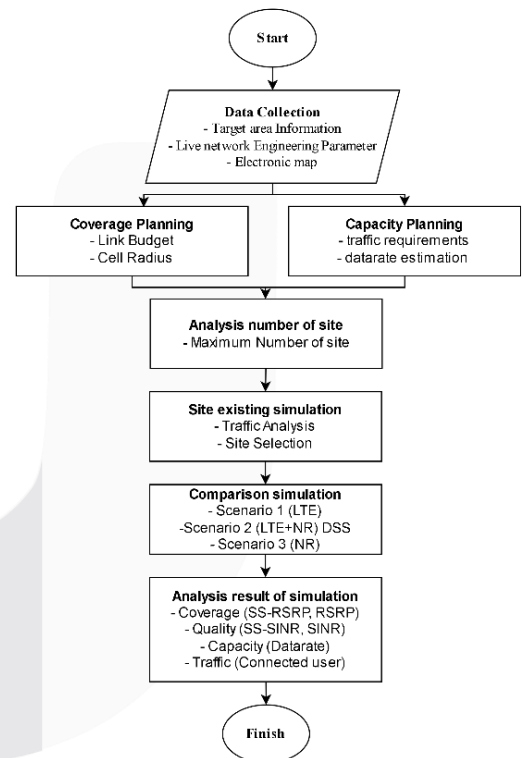 Start
Data Collection
- Target area Information
- Live network Engineering Parameter
- Electronic map
Coverage Planning
- Link Budget
- Cell Radius
Capacity Planning
- traffic requirements
- datarate estimation
Analysis number of site
- Maximum Number of site
Site existing simulation
- Traffic Analysis
- Site Selection
Comparison simulation
- Scenario 1 (LTE)
-Scenario 2 (LTE+NR) DSS
- Scenario 3 (NR)
Analysis result of simulation
- Coverage (SS-RSRP, RSRP)
- Quality (SS-SINR, SINR)
- Capacity (Datarate)
- Traffic (Connected user)
Finish